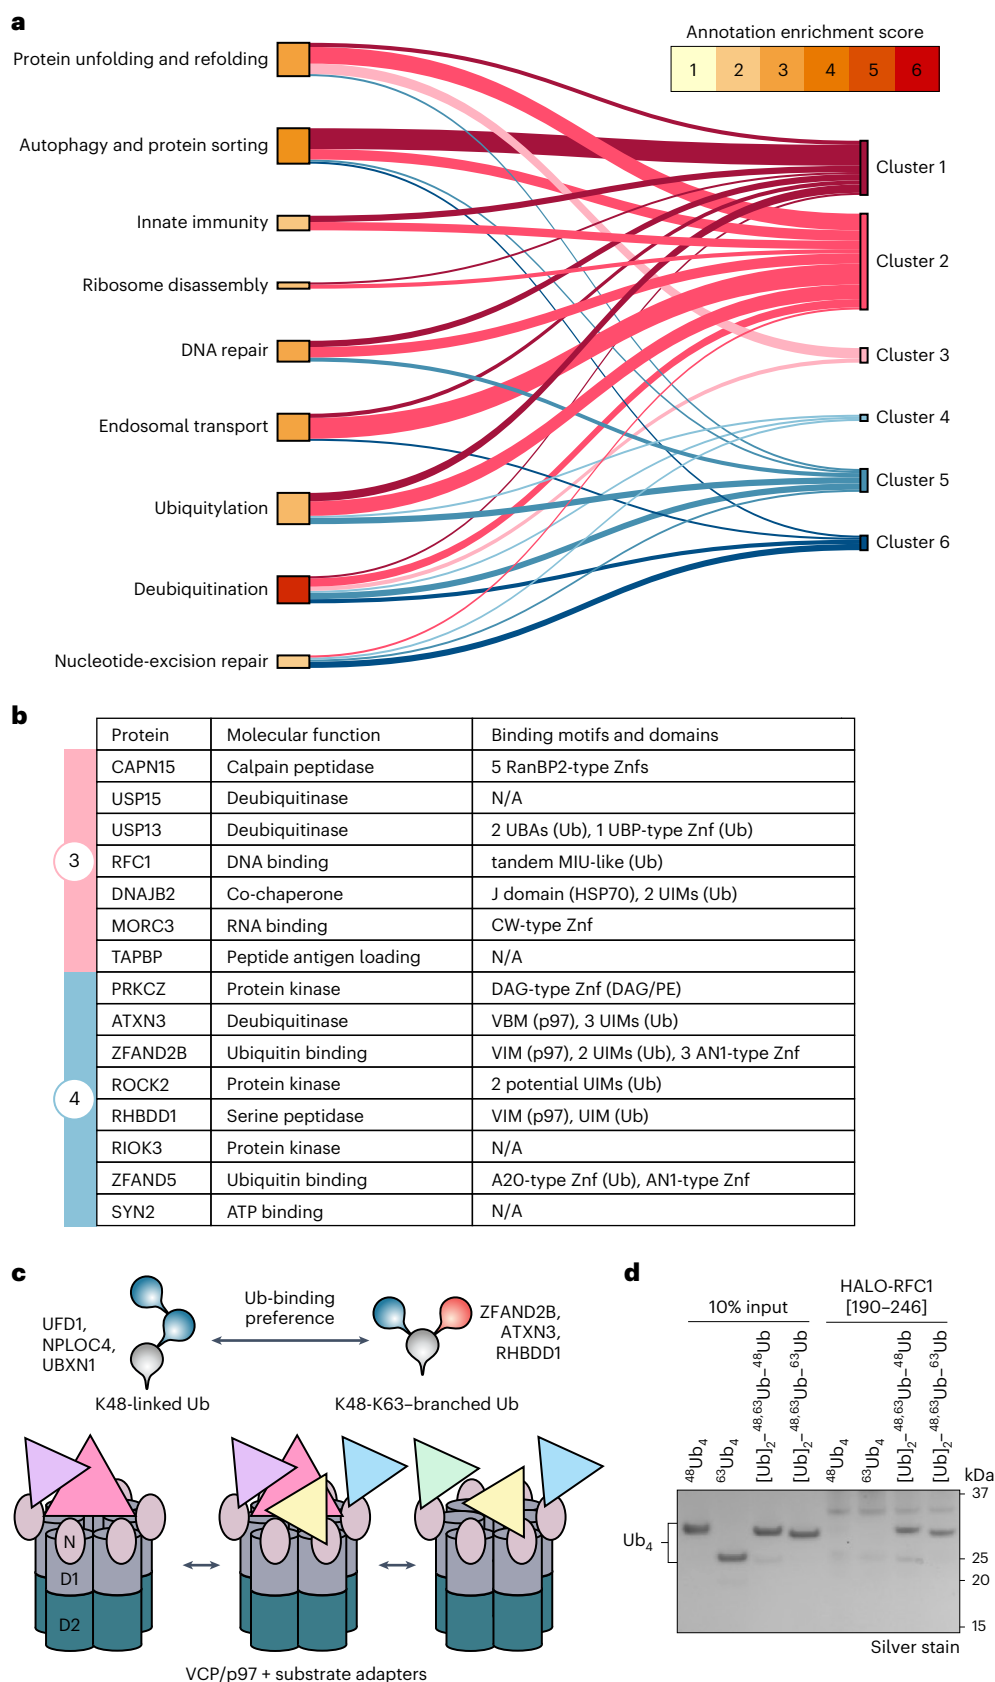 a
Annotation enrichment score
1 2 3 4 5 6
Protein unfolding and refolding
Autophagy and protein sorting
Innate immunity
Ribosome disassembly
DNA repair
Endosomal transport
Ubiquitylation
Deubiquitination
Nucleotide-excision repair
Cluster 1
Cluster 2
Cluster 3
Cluster 4
Cluster 5
Cluster 6
b
Protein Molecular function Binding motifs and domains
3
CAPN15 Calpain peptidase 5 RanBP2-type Znfs
USP15 Deubiquitinase N/A
USP13 Deubiquitinase 2 UBAs (Ub), 1 UBP-type Znf (Ub)
RFC1 DNA binding tandem MIU-like (Ub)
DNAJB2 Co-chaperone J domain (HSP70), 2 UIMs (Ub)
MORC3 RNA binding CW-type Znf
TAPBP Peptide antigen loading N/A
4
PRKCZ Protein kinase DAG-type Znf (DAG/PE)
ATXN3 Deubiquitinase VBM (p97), 3 UIMs (Ub)
ZFAND2B Ubiquitin binding VIM (p97), 2 UIMs (Ub), 3 AN1-type Znf
ROCK2 Protein kinase 2 potential UIMs (Ub)
RHBDD1 Serine peptidase VIM (p97), UIM (Ub)
RIOK3 Protein kinase N/A
ZFAND5 Ubiquitin binding A20-type Znf (Ub), AN1-type Znf
SYN2 ATP binding N/A
c
UFD1,
NPLOC4,
UBXN1
Ub-binding
preference
ZFAND2B,
ATXN3,
RHBDD1
K48-linked Ub
K48-K63–branched Ub
N
D1
D2
VCP/p97 + substrate adapters
d
10% input
HALO-RFC1
[190–246]
⁴⁸Ub₄
⁶³Ub₄
[Ub]₂–⁴⁸,⁶³Ub–⁴⁸Ub
[Ub]₂–⁴⁸,⁶³Ub–⁶³Ub
⁴⁸Ub₄
⁶³Ub₄
[Ub]₂–⁴⁸,⁶³Ub–⁴⁸Ub
[Ub]₂–⁴⁸,⁶³Ub–⁶³Ub
kDa
37
Ub₄
25
20
15
Silver stain